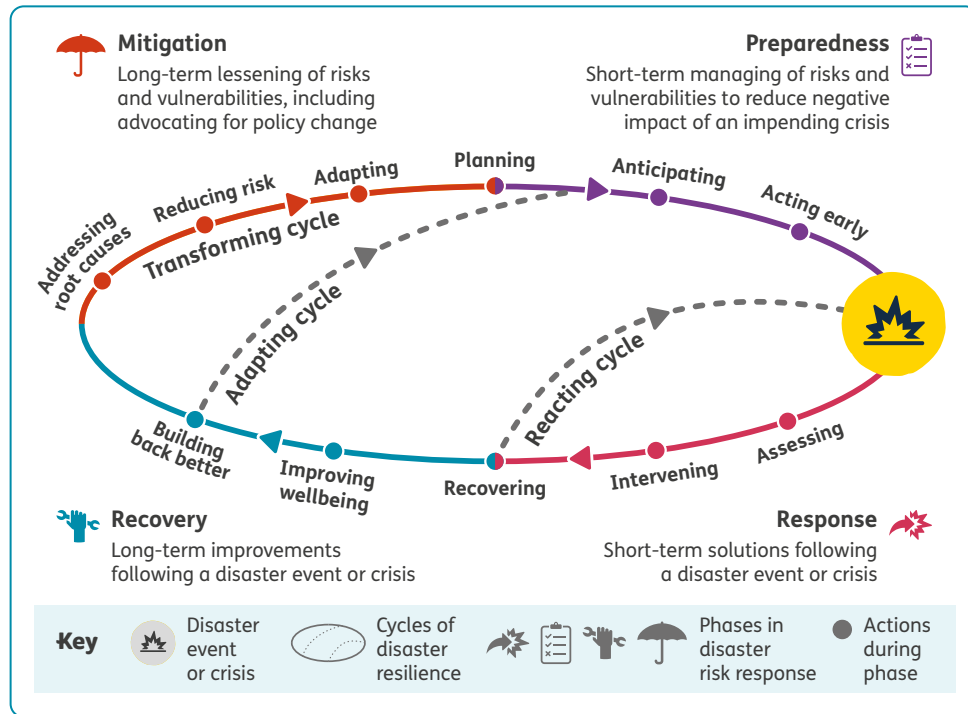 Mitigation
Long-term lessening of risks
and vulnerabilities, including
advocating for policy change
Preparedness
Short-term managing of risks and
vulnerabilities to reduce negative
impact of an impending crisis
Addressing
root causes
Reducing risk
Adapting
Planning
Anticipating
Acting early
Transforming cycle
Adapting cycle
Reacting cycle
Building
back better
Improving
wellbeing
Recovering
Intervening
Assessing
Recovery
Long-term improvements
following a disaster event or crisis
Response
Short-term solutions following
a disaster event or crisis
Key
Disaster
event
or crisis
Cycles of
disaster
resilience
Phases in
disaster
risk response
Actions
during
phase